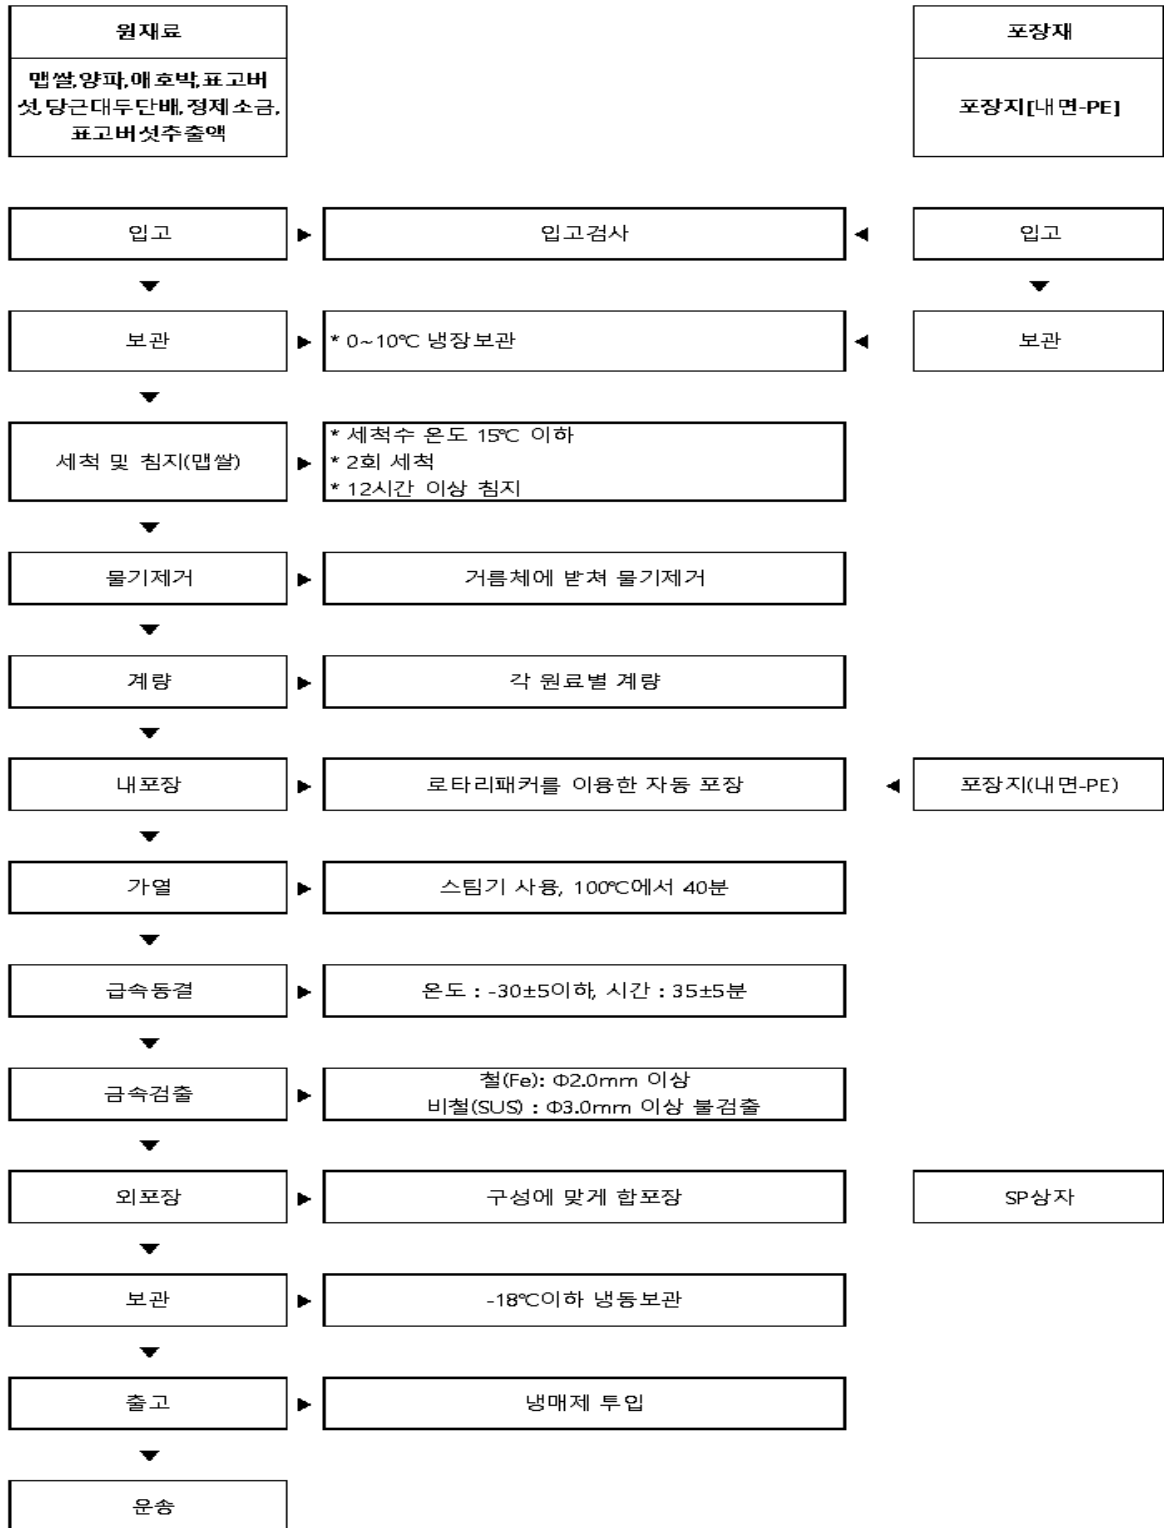 원재료
포장재
맵쌀,양파,애호박,표고버
섯,당근대두단배,정제소금,
표고버섯추출액
포장지[내면-PE]
입고
입고검사
입고
보관
* 0~10℃ 냉장보관
보관
세척 및 침지(맵쌀)
* 세척수 온도 15℃ 이하
* 2회 세척
* 12시간 이상 침지
물기제거
거름체에 받쳐 물기제거
계량
각 원료별 계량
내포장
로타리패커를 이용한 자동 포장
포장지(내면-PE)
가열
스팀기 사용, 100℃에서 40분
급속동결
온도 : -30±5이하, 시간 : 35±5분
금속검출
철(Fe): Φ2.0mm 이상
비철(SUS) : Φ3.0mm 이상 불검출
외포장
구성에 맞게 합포장
SP상자
보관
-18℃이하 냉동보관
출고
냉매제 투입
운송